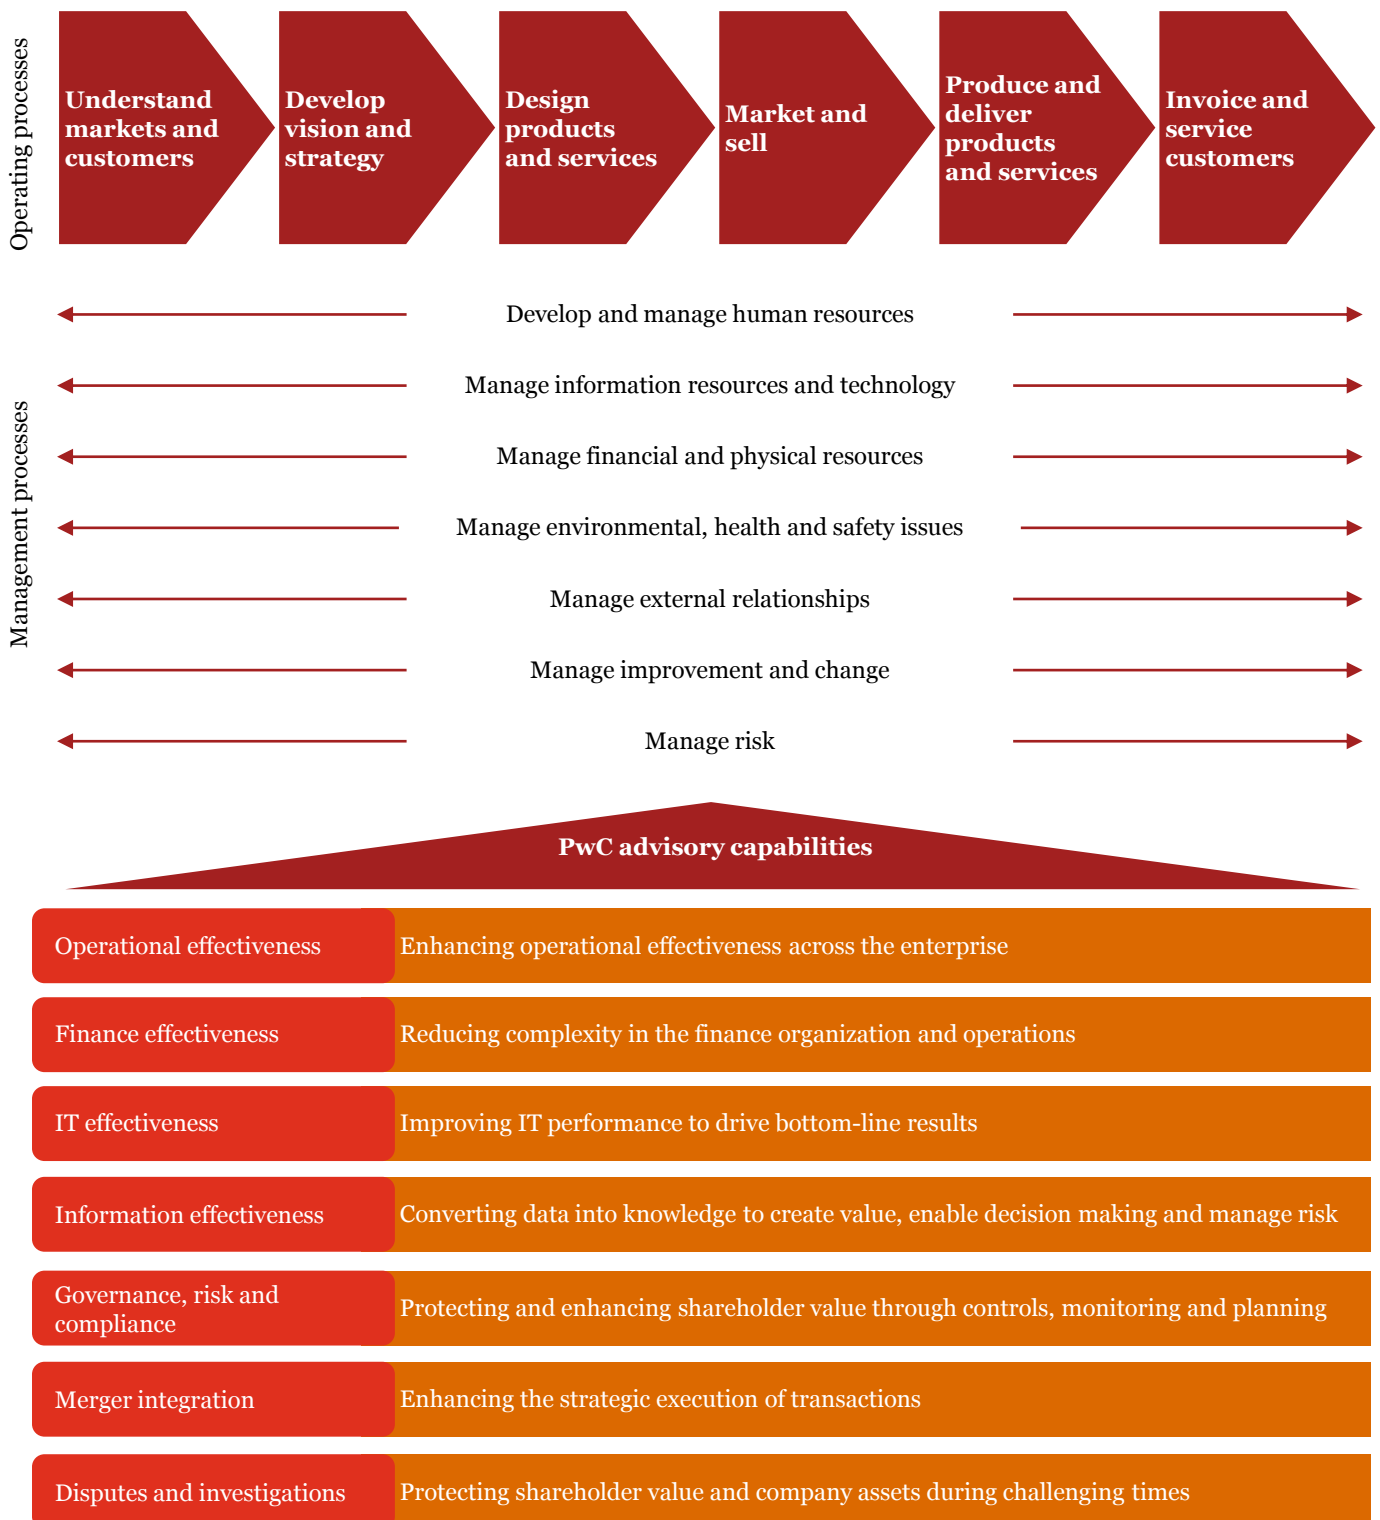 Operating processes
Understand
markets and
customers
Develop
vision and
strategy
Design
products
and services
Market and
sell
Produce and
deliver
products
and services
Invoice and
service
customers
Management processes
Develop and manage human resources
Manage information resources and technology
Manage financial and physical resources
Manage environmental, health and safety issues
Manage external relationships
Manage improvement and change
Manage risk
PwC advisory capabilities
Operational effectiveness
Enhancing operational effectiveness across the enterprise
Finance effectiveness
Reducing complexity in the finance organization and operations
IT effectiveness
Improving IT performance to drive bottom-line results
Information effectiveness
Converting data into knowledge to create value, enable decision making and manage risk
Governance, risk and
compliance
Protecting and enhancing shareholder value through controls, monitoring and planning
Merger integration
Enhancing the strategic execution of transactions
Disputes and investigations
Protecting shareholder value and company assets during challenging times